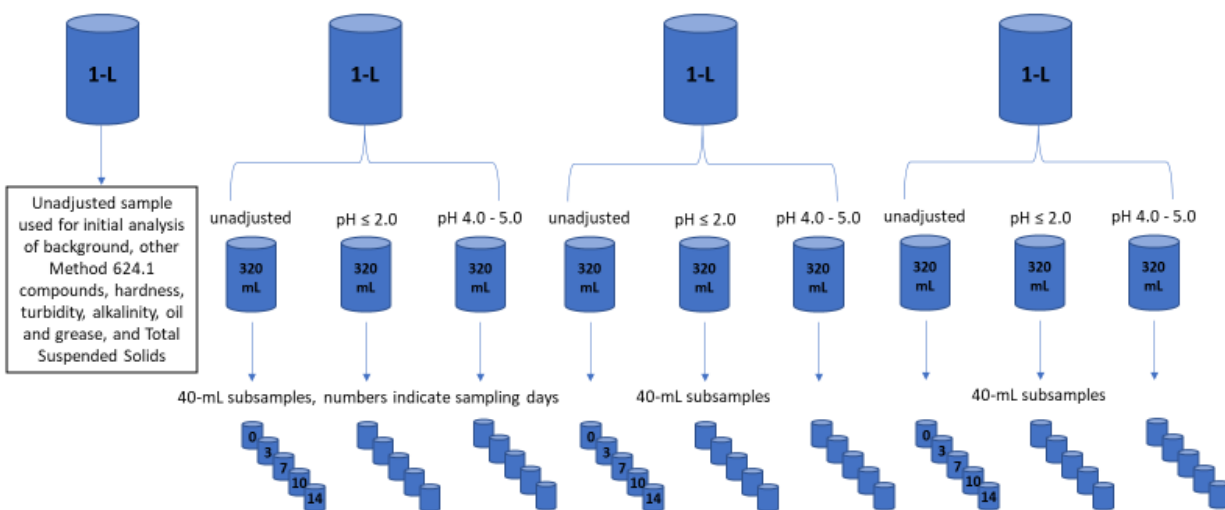 1-L
1-L
1-L
1-L
Unadjusted sample
used for initial analysis
of background, other
Method 624.1
compounds, hardness,
turbidity, alkalinity, oil
and grease, and Total
Suspended Solids
unadjusted
pH ≤ 2.0
pH 4.0 - 5.0
unadjusted
pH ≤ 2.0
pH 4.0 - 5.0
unadjusted
pH ≤ 2.0
pH 4.0 - 5.0
320
mL
320
mL
320
mL
320
mL
320
mL
320
mL
320
mL
320
mL
320
mL
40-mL subsamples, numbers indicate sampling days
40-mL subsamples
40-mL subsamples
0
3
7
10
14
0
3
7
10
14
0
3
7
10
14